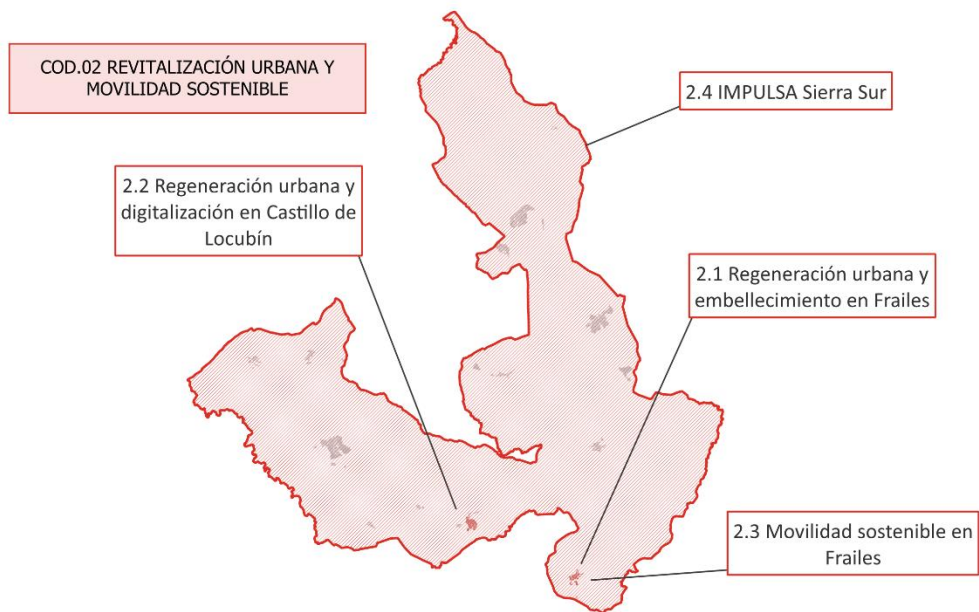 COD.02 REVITALIZACIÓN URBANA Y
MOVILIDAD SOSTENIBLE
2.4 IMPULSA Sierra Sur
2.2 Regeneración urbana y
digitalización en Castillo de
Locubín
2.1 Regeneración urbana y
embellecimiento en Frailes
2.3 Movilidad sostenible en
Frailes